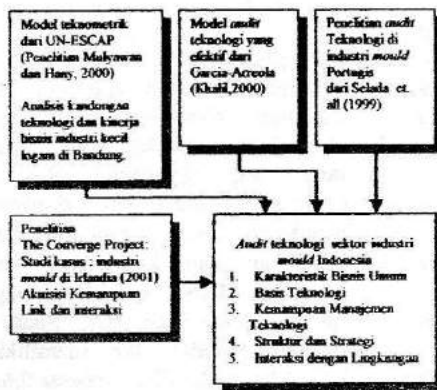 Model teknometrik
dari UN-ESCAP
(Penelitian Mulyawan
dan Hany, 2000)
Analisis kandongan
teknologi dan kinerja
bisnis industri kecil
logam di Bandung.
Model audit
teknologi yang
efektif dari
Garcia-Arreola
(Khalil,2000)
Penelitian audit
Teknologi di
industri mould
Portugis
dari Selada et.
all (1999)
Penelitian
The Converge Project:
Studi kasus : industri
mould di Irlandia (2001)
Akuisisi Kemampuan
Link dan interaksi
Audit teknologi sektor industri
mould Indonesia
1. Karakteristik Bisnis Umum
2. Basis Teknologi
3. Kemampuan Manajemen
Teknologi
4. Struktur dan Strategi
5. Interaksi dengan Lingkungan